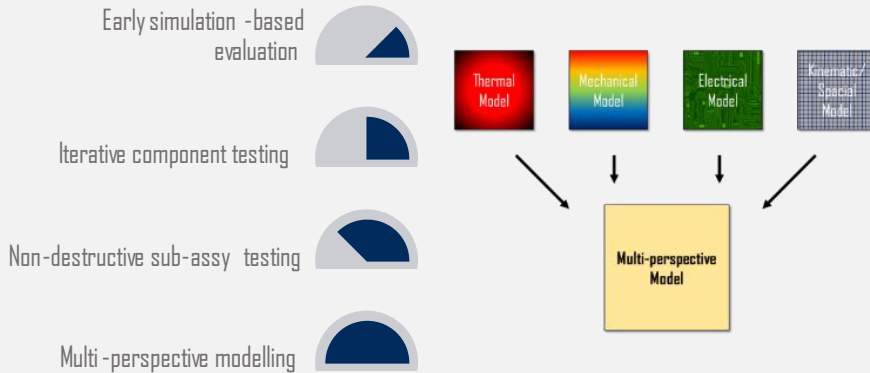 Early simulation -based
evaluation
Iterative component testing
Non-destructive sub-assy testing
Multi-perspective modelling
Thermal
Model
Mechanical
Model
Electrical
Model
Kinematic/
Spacial
Model
Multi-perspective
Model